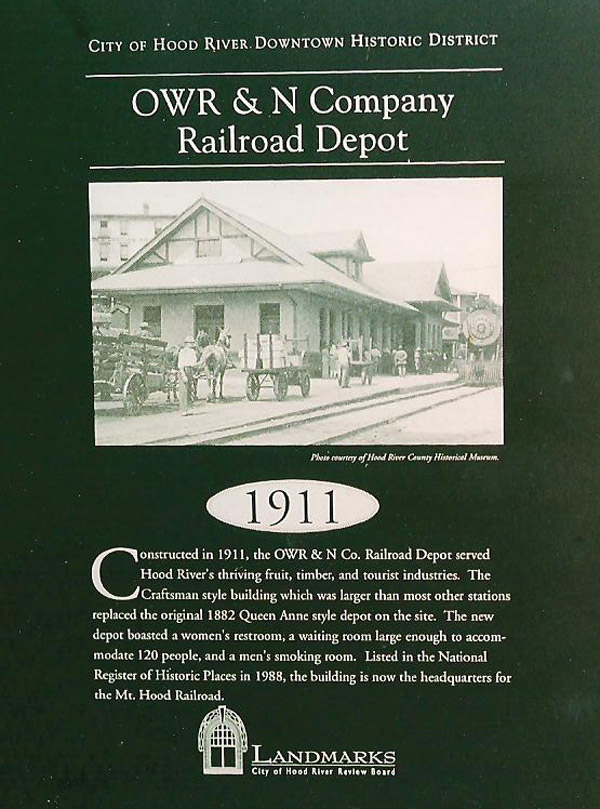 City of Hood River Downtown Historic District
OWR & N Company
Railroad Depot
Photo courtesy of Hood River County Historical Museum.
1911
Constructed in 1911, the OWR & N Co. Railroad Depot served
Hood River's thriving fruit, timber, and tourist industries. The
Craftsman style building which was larger than most other stations
replaced the original 1882 Queen Anne style depot on the site. The new
depot boasted a women's restroom, a waiting room large enough to accom-
modate 120 people, and a men's smoking room. Listed in the National
Register of Historic Places in 1988, the building is now the headquarters for
the Mt. Hood Railroad.
Landmarks
City of Hood River Review Board